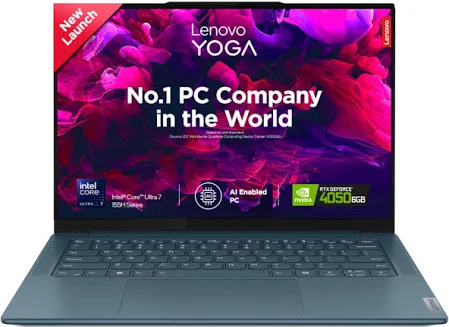 New
Launch
Lenovo
YOGA
Lenovo
No.1 PC Company
in the World
intel
CORE
ULTRA 7
Intel® Core™ Ultra 7
155H Series
AI Enabled
PC
NVIDIA
RTX GEFORCE
4050 6GB